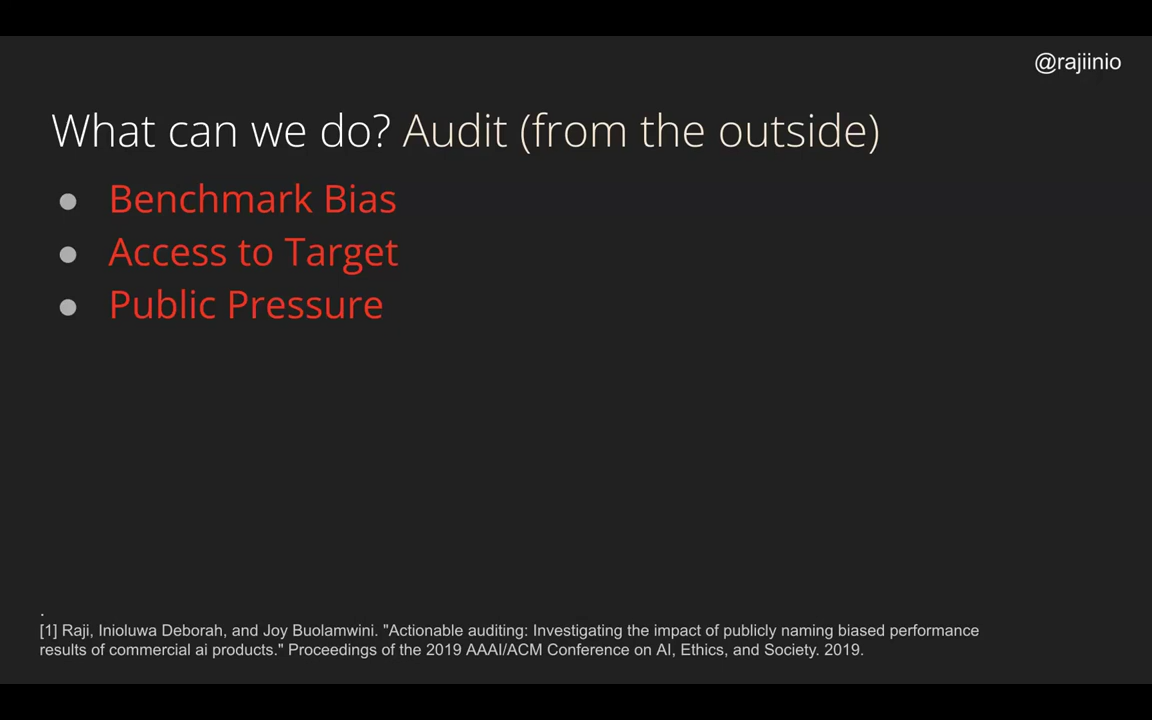 @rajiinio
What can we do? Audit (from the outside)
● Benchmark Bias
● Access to Target
● Public Pressure
.
[1] Raji, Inioluwa Deborah, and Joy Buolamwini. "Actionable auditing: Investigating the impact of publicly naming biased performance
results of commercial ai products." Proceedings of the 2019 AAAI/ACM Conference on AI, Ethics, and Society. 2019.